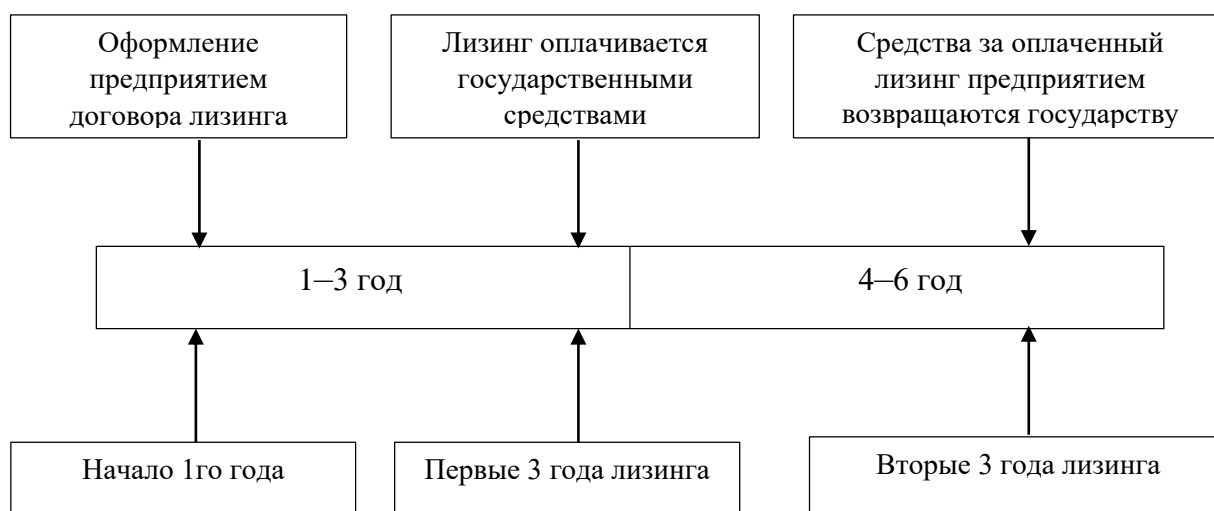 Оформление
предприятием
договора лизинга
Лизинг оплачивается
государственными
средствами
Средства за оплаченный
лизинг предприятием
возвращаются государству
1–3 год
4–6 год
Начало 1го года
Первые 3 года лизинга
Вторые 3 года лизинга